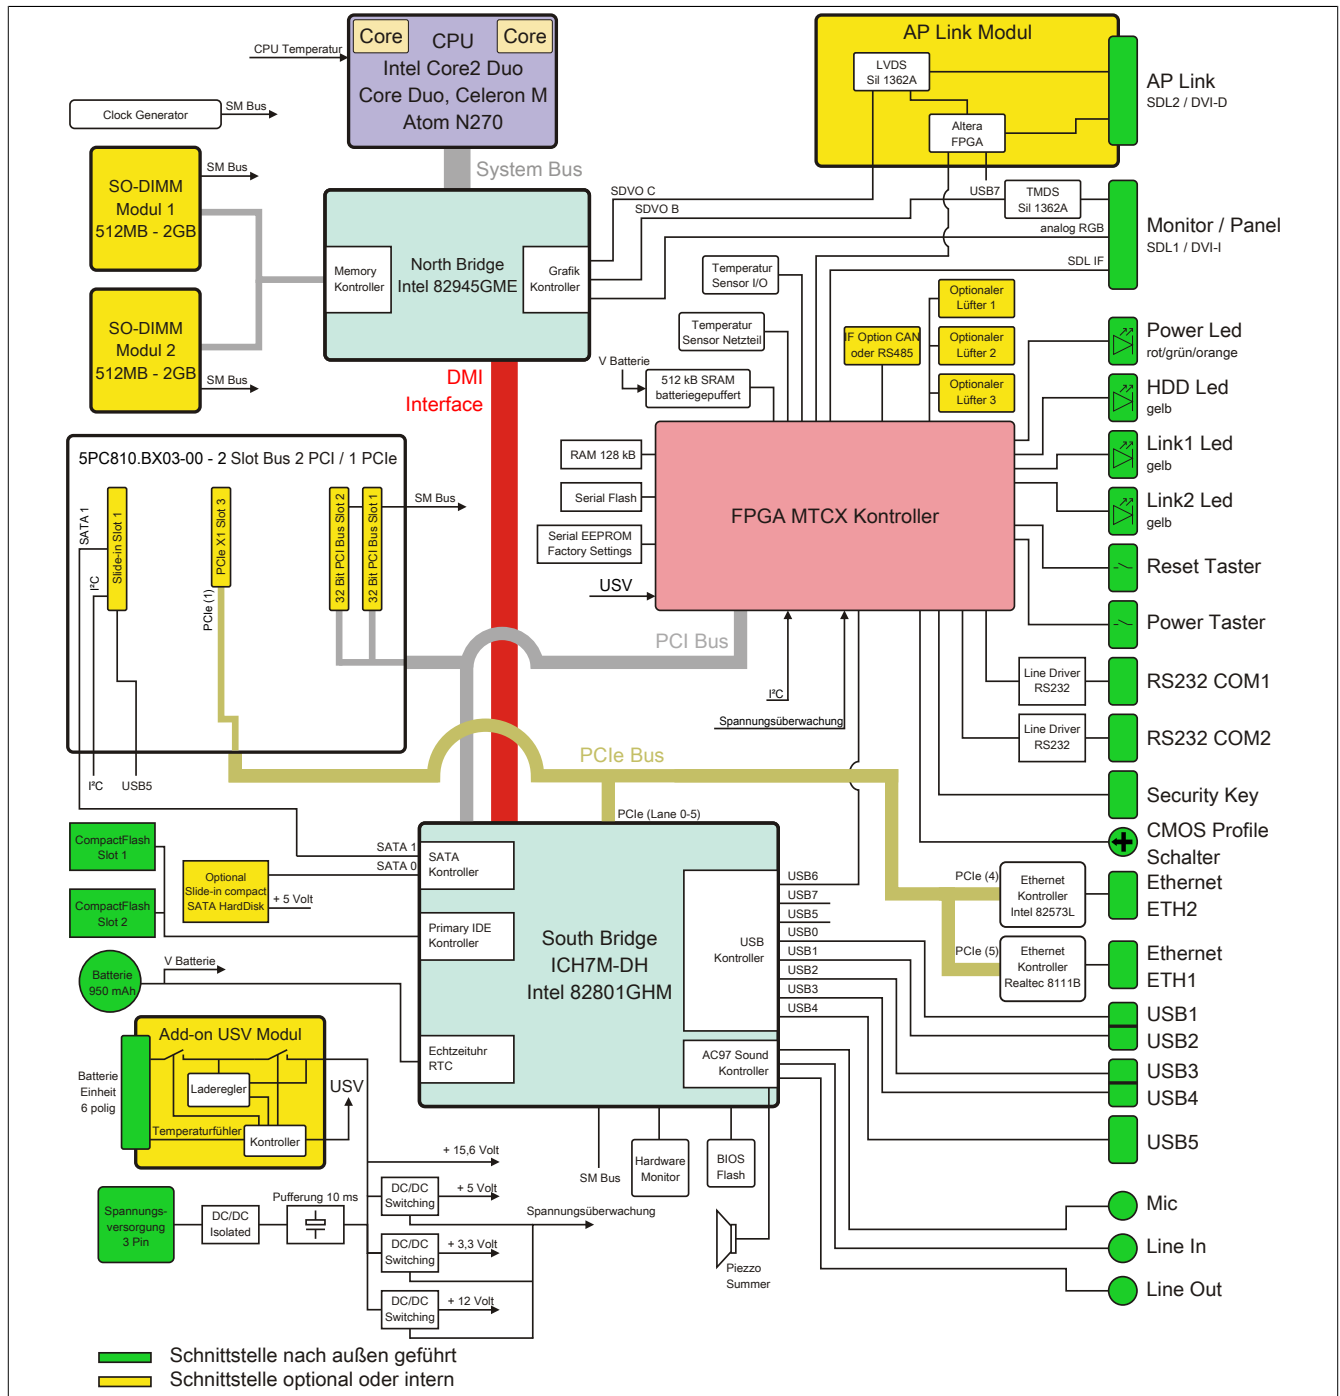 Core
Core
CPU
Intel Core2 Duo
Core Duo, Celeron M
Atom N270
CPU Temperatur
Clock Generator
SM Bus
SO-DIMM
Modul 1
512MB - 2GB
SM Bus
SO-DIMM
Modul 2
512MB - 2GB
SM Bus
System Bus
Memory
Kontroller
North Bridge
Intel 82945GME
Grafik
Kontroller
DMI
Interface
SDVO C
SDVO B
AP Link Modul
LVDS
Sil 1362A
Altera
FPGA
USB7
TMDS
Sil 1362A
analog RGB
SDL IF
AP Link
SDL2 / DVI-D
Monitor / Panel
SDL1 / DVI-I
Temperatur
Sensor I/O
Temperatur
Sensor Netzteil
V Batterie
512 kB SRAM
batteriegepuffert
IF Option CAN
oder RS485
Optionaler
Lüfter 1
Optionaler
Lüfter 2
Optionaler
Lüfter 3
RAM 128 kB
Serial Flash
Serial EEPROM
Factory Settings
USV
FPGA MTCX Kontroller
PCI Bus
I²C
Spannungsüberwachung
Power Led
rot/grün/orange
HDD Led
gelb
Link1 Led
gelb
Link2 Led
gelb
Reset Taster
Power Taster
Line Driver
RS232
RS232 COM1
Line Driver
RS232
RS232 COM2
Security Key
CMOS Profile
Schalter
5PC810.BX03-00 - 2 Slot Bus 2 PCI / 1 PCIe
SATA 1
Slide-in Slot 1
I²C
PCIe X1 Slot 3
PCIe (1)
32 Bit PCI Bus Slot 2
32 Bit PCI Bus Slot 1
SM Bus
I²C
USB5
PCIe Bus
PCIe (Lane 0-5)
PCIe (4)
Ethernet
Kontroller
Intel 82573L
Ethernet
ETH2
PCIe (5)
Ethernet
Kontroller
Realtec 8111B
Ethernet
ETH1
CompactFlash
Slot 1
CompactFlash
Slot 2
Optional
Slide-in compact
SATA HardDisk
+ 5 Volt
SATA 1
SATA 0
SATA
Kontroller
Primary IDE
Kontroller
South Bridge
ICH7M-DH
Intel 82801GHM
USB
Kontroller
USB6
USB7
USB5
USB0
USB1
USB2
USB3
USB4
Echtzeituhr
RTC
AC97 Sound
Kontroller
Batterie
950 mAh
V Batterie
Add-on USV Modul
Laderegler
Temperaturfühler
Kontroller
Batterie
Einheit
6 polig
USV
USB1
USB2
USB3
USB4
USB5
Mic
Line In
Line Out
SM Bus
Hardware
Monitor
BIOS
Flash
Piezzo
Summer
Spannungs-
versorgung
3 Pin
DC/DC
Isolated
Pufferung 10 ms
+ 15,6 Volt
DC/DC
Switching
+ 5 Volt
Spannungsüberwachung
DC/DC
Switching
+ 3,3 Volt
DC/DC
Switching
+ 12 Volt
Schnittstelle nach außen geführt
Schnittstelle optional oder intern